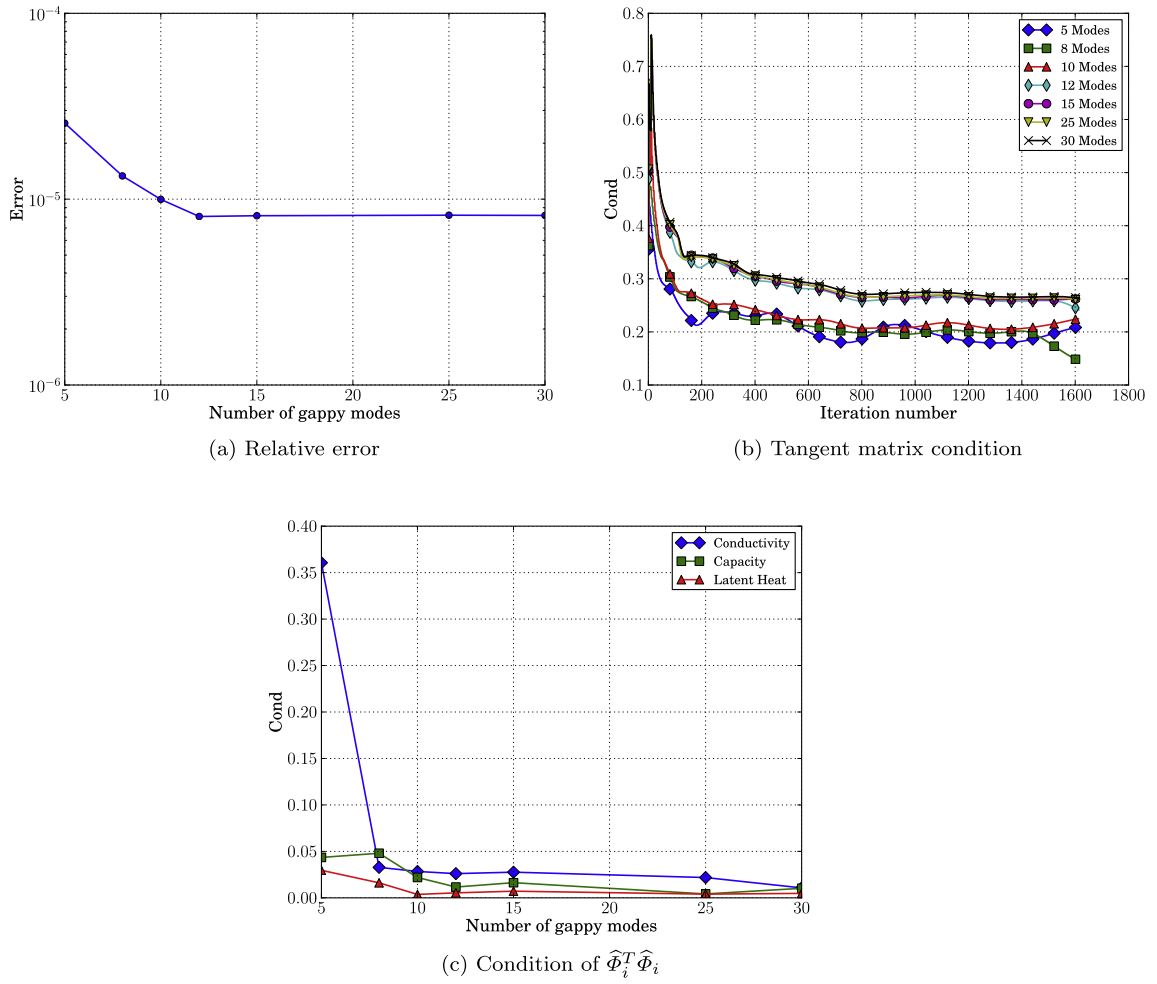 10⁻⁴
10⁻⁵
10⁻⁶
Error
5 10 15 20 25 30
Number of gappy modes
(a) Relative error
0.8
0.7
0.6
0.5
0.4
0.3
0.2
0.1
Cond
5 Modes
8 Modes
10 Modes
12 Modes
15 Modes
25 Modes
30 Modes
0 200 400 600 800 1000 1200 1400 1600 1800
Iteration number
(b) Tangent matrix condition
0.40
0.35
0.30
0.25
0.20
0.15
0.10
0.05
0.00
Cond
Conductivity
Capacity
Latent Heat
5 10 15 20 25 30
Number of gappy modes
(c) Condition of Φ̂ᵢᵀΦ̂ᵢ